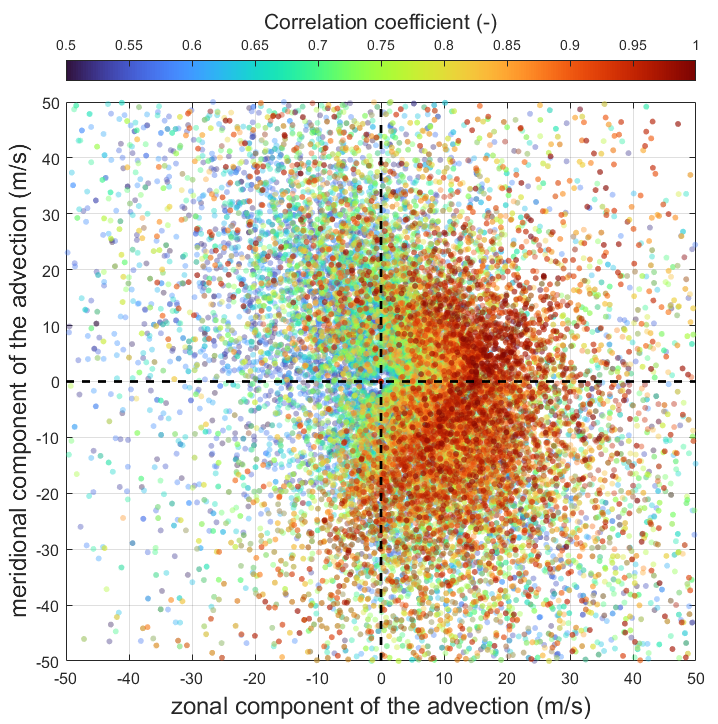 Correlation coefficient (-)
0.5 0.55 0.6 0.65 0.7 0.75 0.8 0.85 0.9 0.95 1
50
40
30
20
10
0
-10
-20
-30
-40
-50
meridional component of the advection (m/s)
-50 -40 -30 -20 -10 0 10 20 30 40 50
zonal component of the advection (m/s)